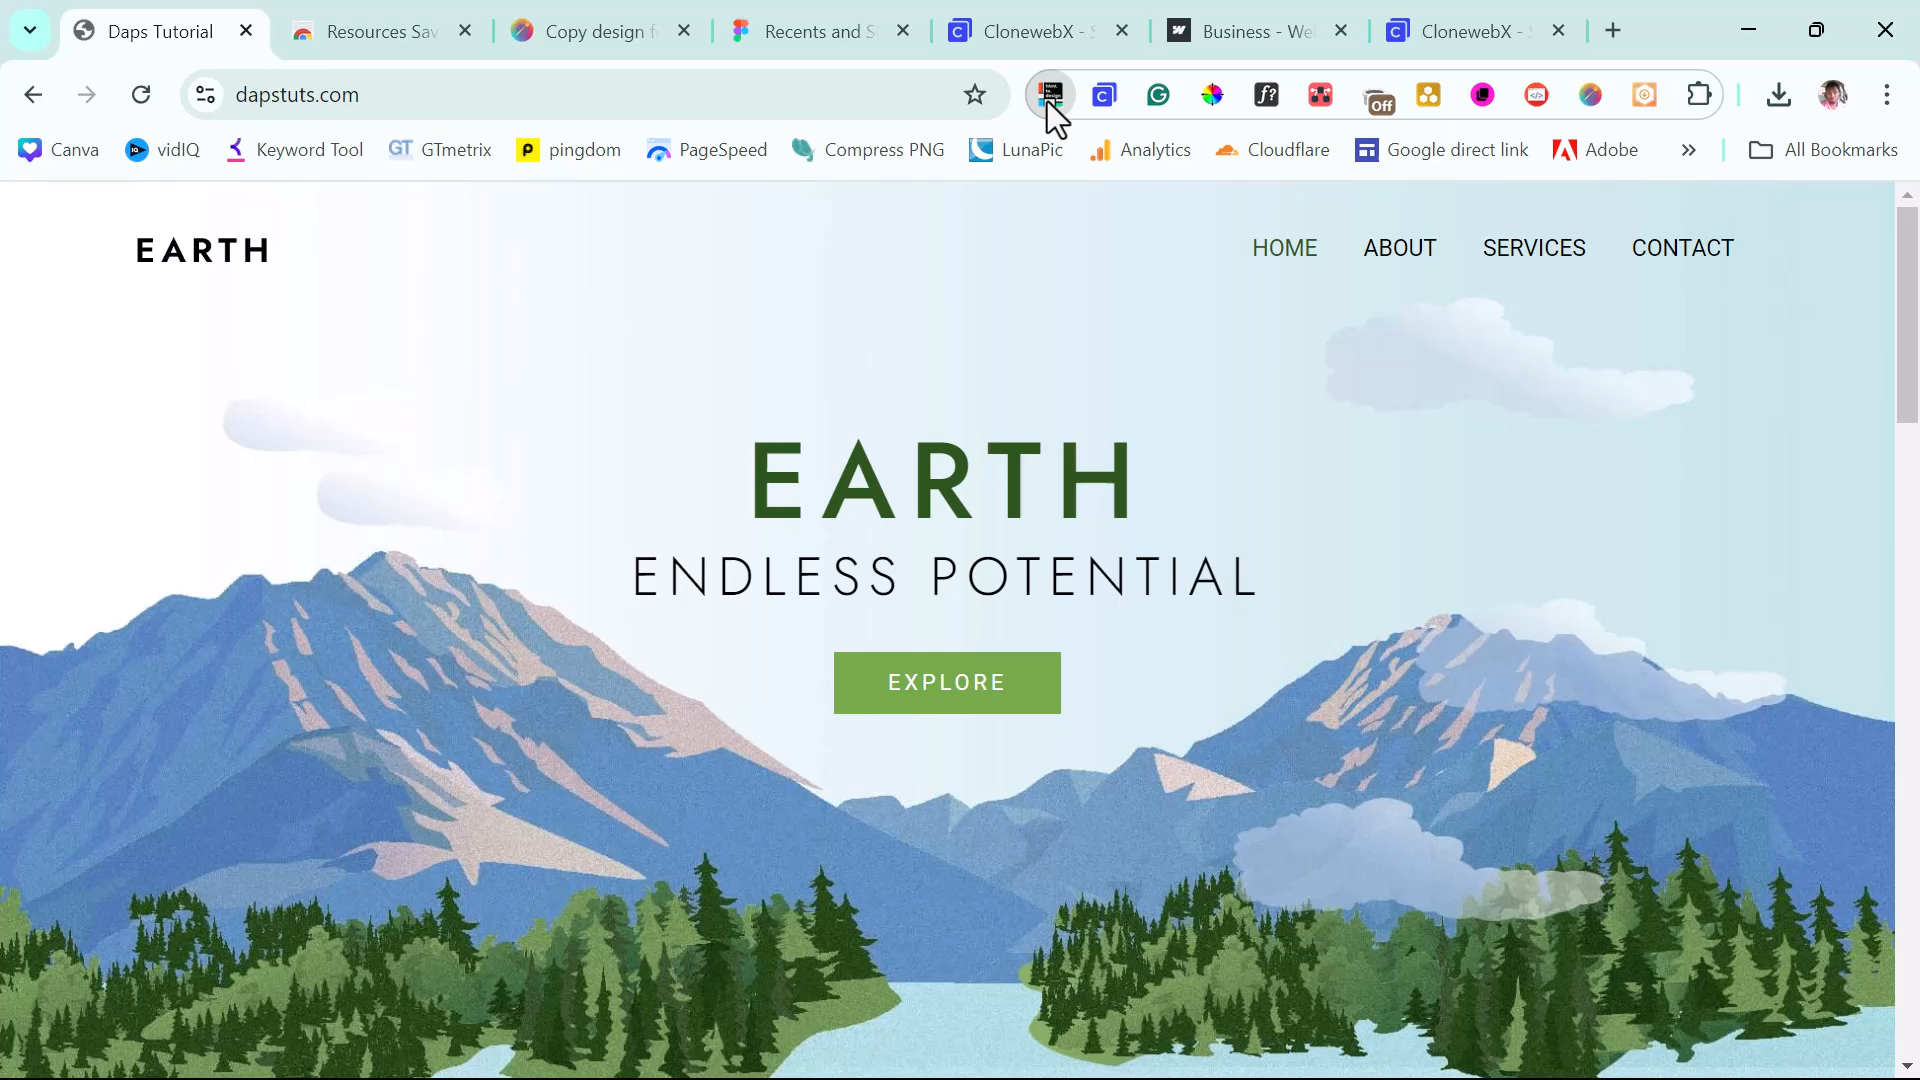 Daps Tutorial
Resources Sav
Copy design f
Recents and S
CloneWebX - S
Business - We
CloneWebX - S
dapstuts.com
Off
Canva
vidIQ
Keyword Tool
GT GTmetrix
pingdom
PageSpeed
Compress PNG
LunaPic
Analytics
Cloudflare
Google direct link
Adobe
All Bookmarks
EARTH
HOME
ABOUT
SERVICES
CONTACT
EARTH
ENDLESS POTENTIAL
EXPLORE